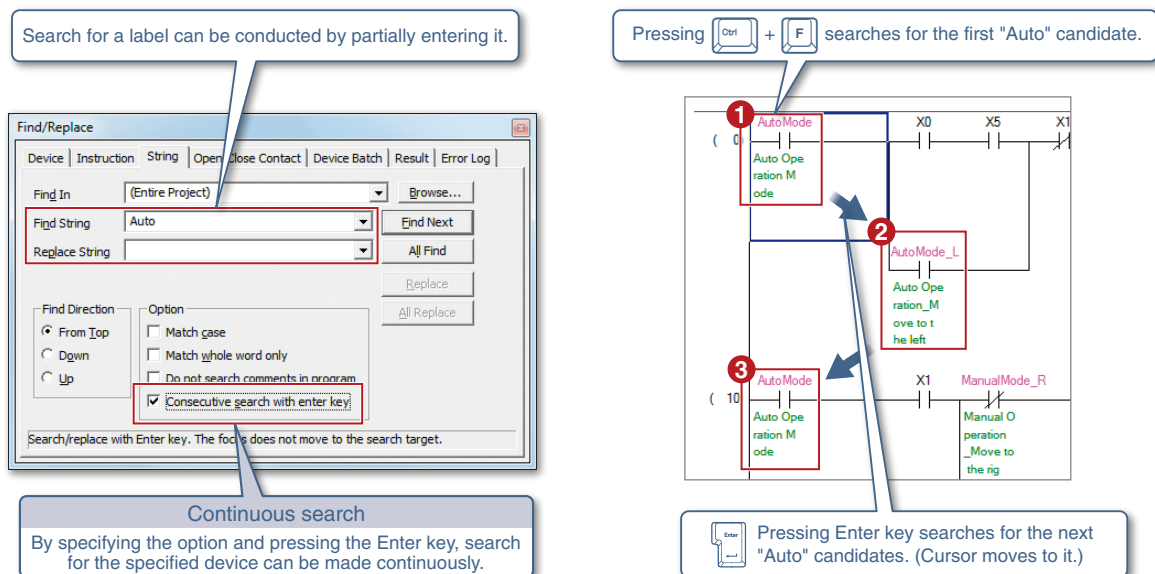 Search for a label can be conducted by partially entering it.
Find/Replace
Device Instruction String Open/Close Contact Device Batch Result Error Log
Find In (Entire Project) Browse...
Find String Auto Find Next
Replace String All Find
Replace
All Replace
Find Direction
From Top
Down
Up
Option
Match case
Match whole word only
Do not search comments in program
Consecutive search with enter key
Search/replace with Enter key. The focus does not move to the search target.
Continuous search
By specifying the option and pressing the Enter key, search
for the specified device can be made continuously.
Pressing Ctrl + F searches for the first "Auto" candidate.
1
AutoMode X0 X5 X1
( 0)
Auto Ope
ration M
ode
2
AutoMode_L
Auto Ope
ration_M
ove to t
he left
3
AutoMode X1 ManualMode_R
( 10
Auto Ope
ration M
ode
Manual O
peration
_Move to
the rig
Enter
Pressing Enter key searches for the next
"Auto" candidates. (Cursor moves to it.)